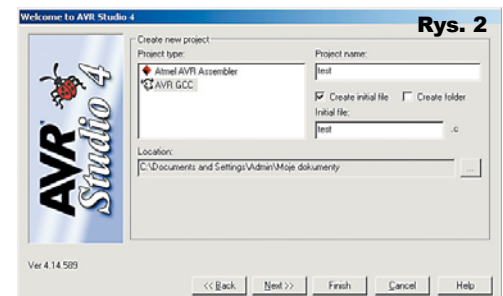 Welcome to AVR Studio 4
Rys. 2
Create new project
Project type:
Project name:
Atmel AVR Assembler
AVR GCC
test
Create initial file
Create folder
Initial file:
test
.c
Location:
C:\Documents and Settings\Admin\Moje dokumenty
...
AVR
Studio 4
Ver 4.14.589
<< Back
Next >>
Finish
Cancel
Help